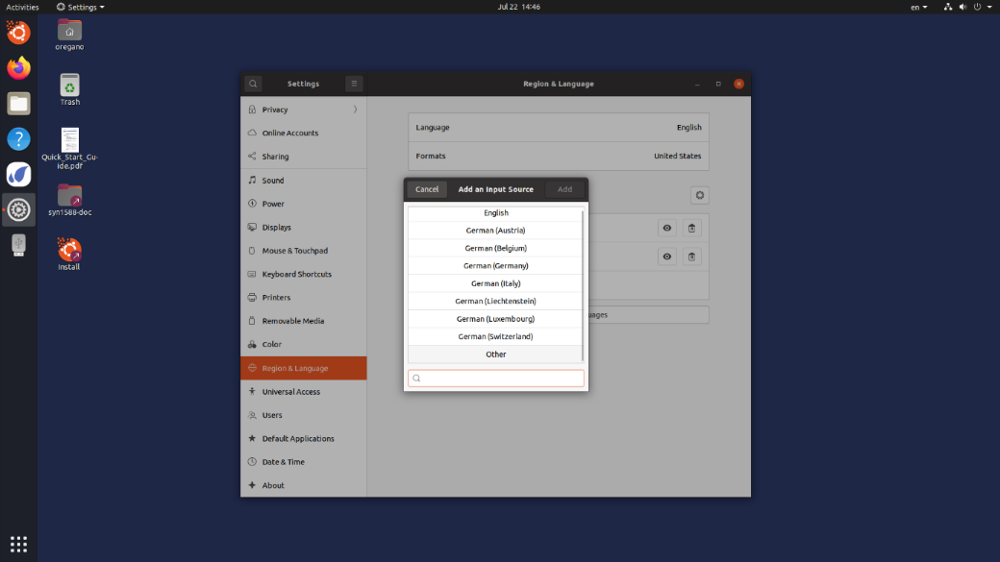 Activities
Settings
Jul 22 14:46
en
oregano
Trash
Quick_Start_Gu-
ide.pdf
syn1588-doc
Install
Settings
Region & Language
Privacy
Online Accounts
Sharing
Sound
Power
Displays
Mouse & Touchpad
Keyboard Shortcuts
Printers
Removable Media
Color
Region & Language
Universal Access
Users
Default Applications
Date & Time
About
Language English
Formats United States
Cancel
Add an Input Source
Add
English
German (Austria)
German (Belgium)
German (Germany)
German (Italy)
German (Liechtenstein)
German (Luxembourg)
German (Switzerland)
Other